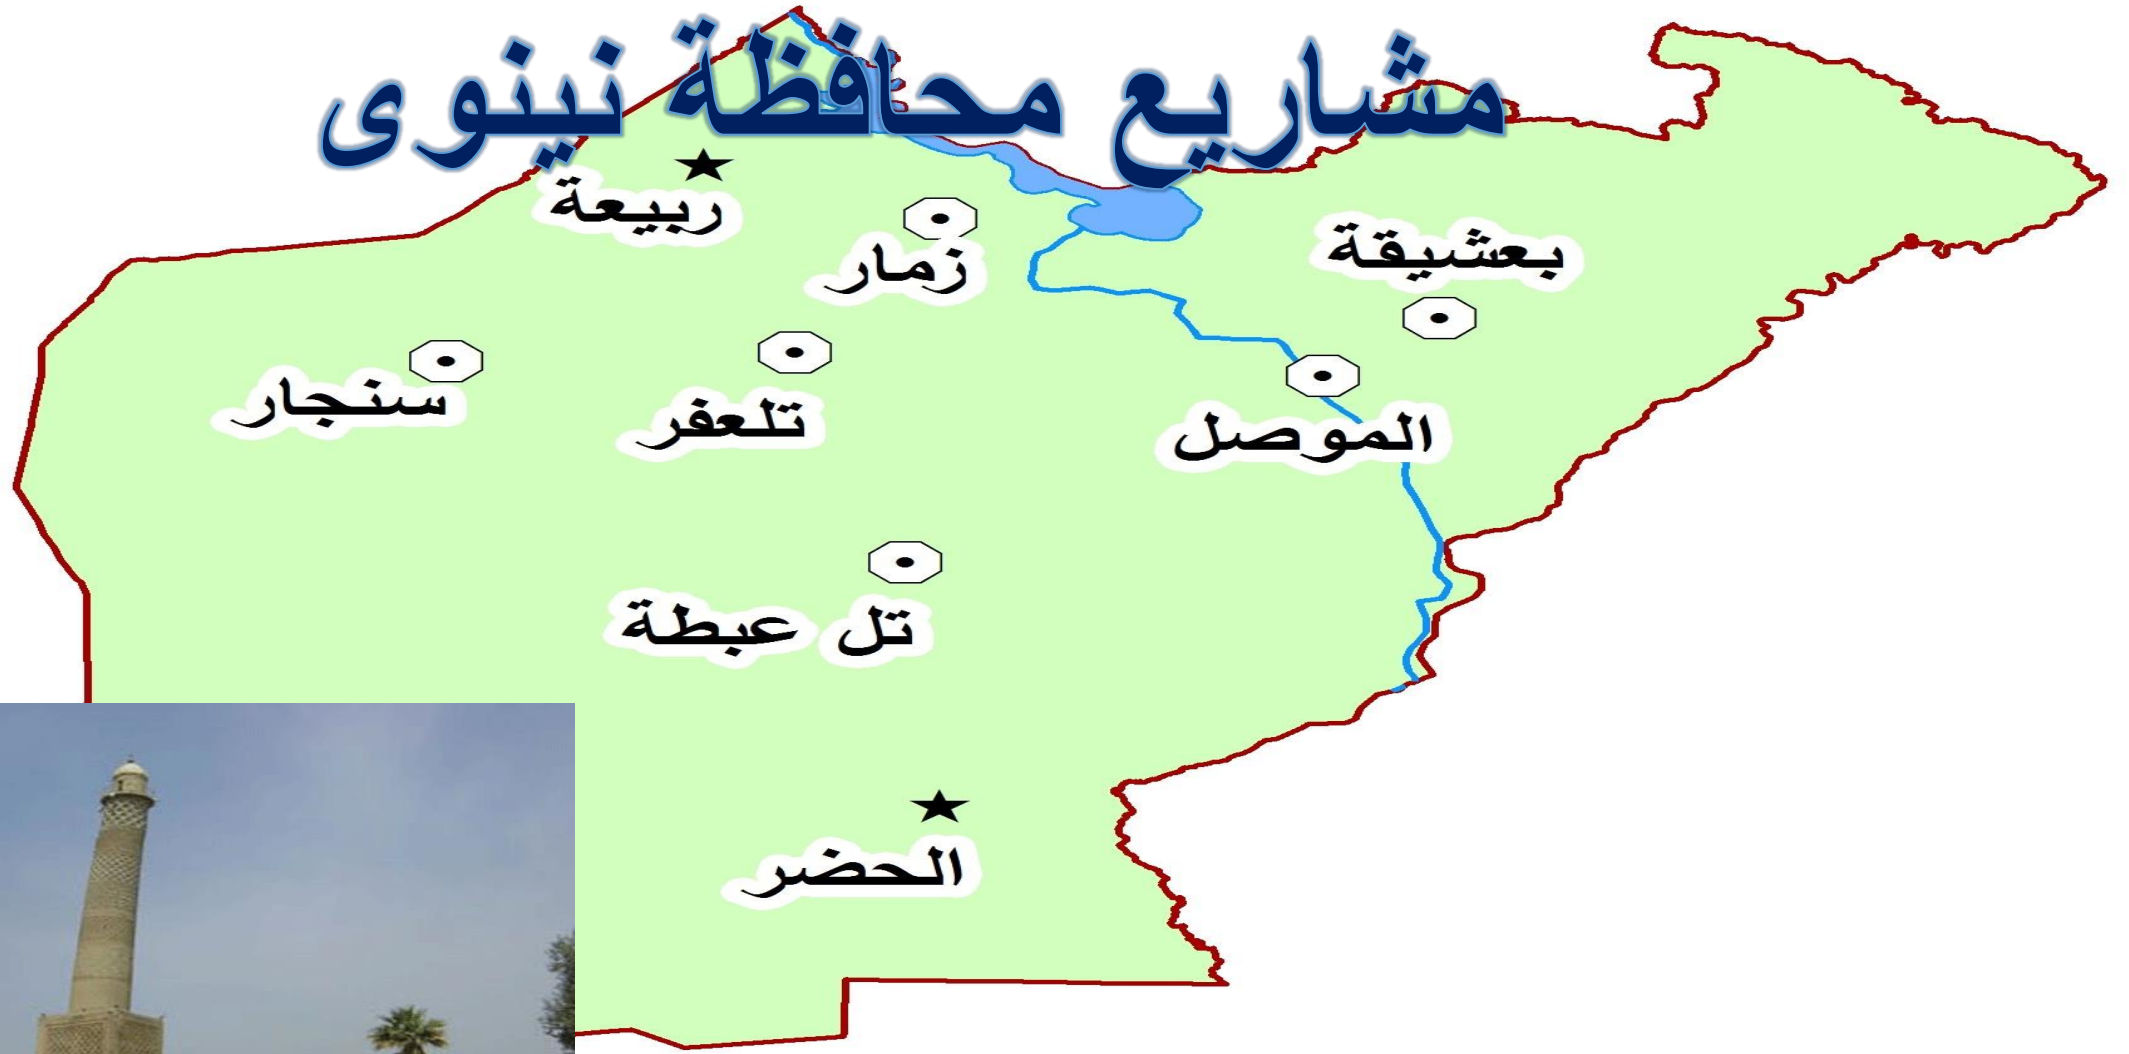 مشاريع محافظة نينوى
ربيعة
زمار
بعشيقة
سنجار
تلعفر
الموصل
تل عبطة
الحضر